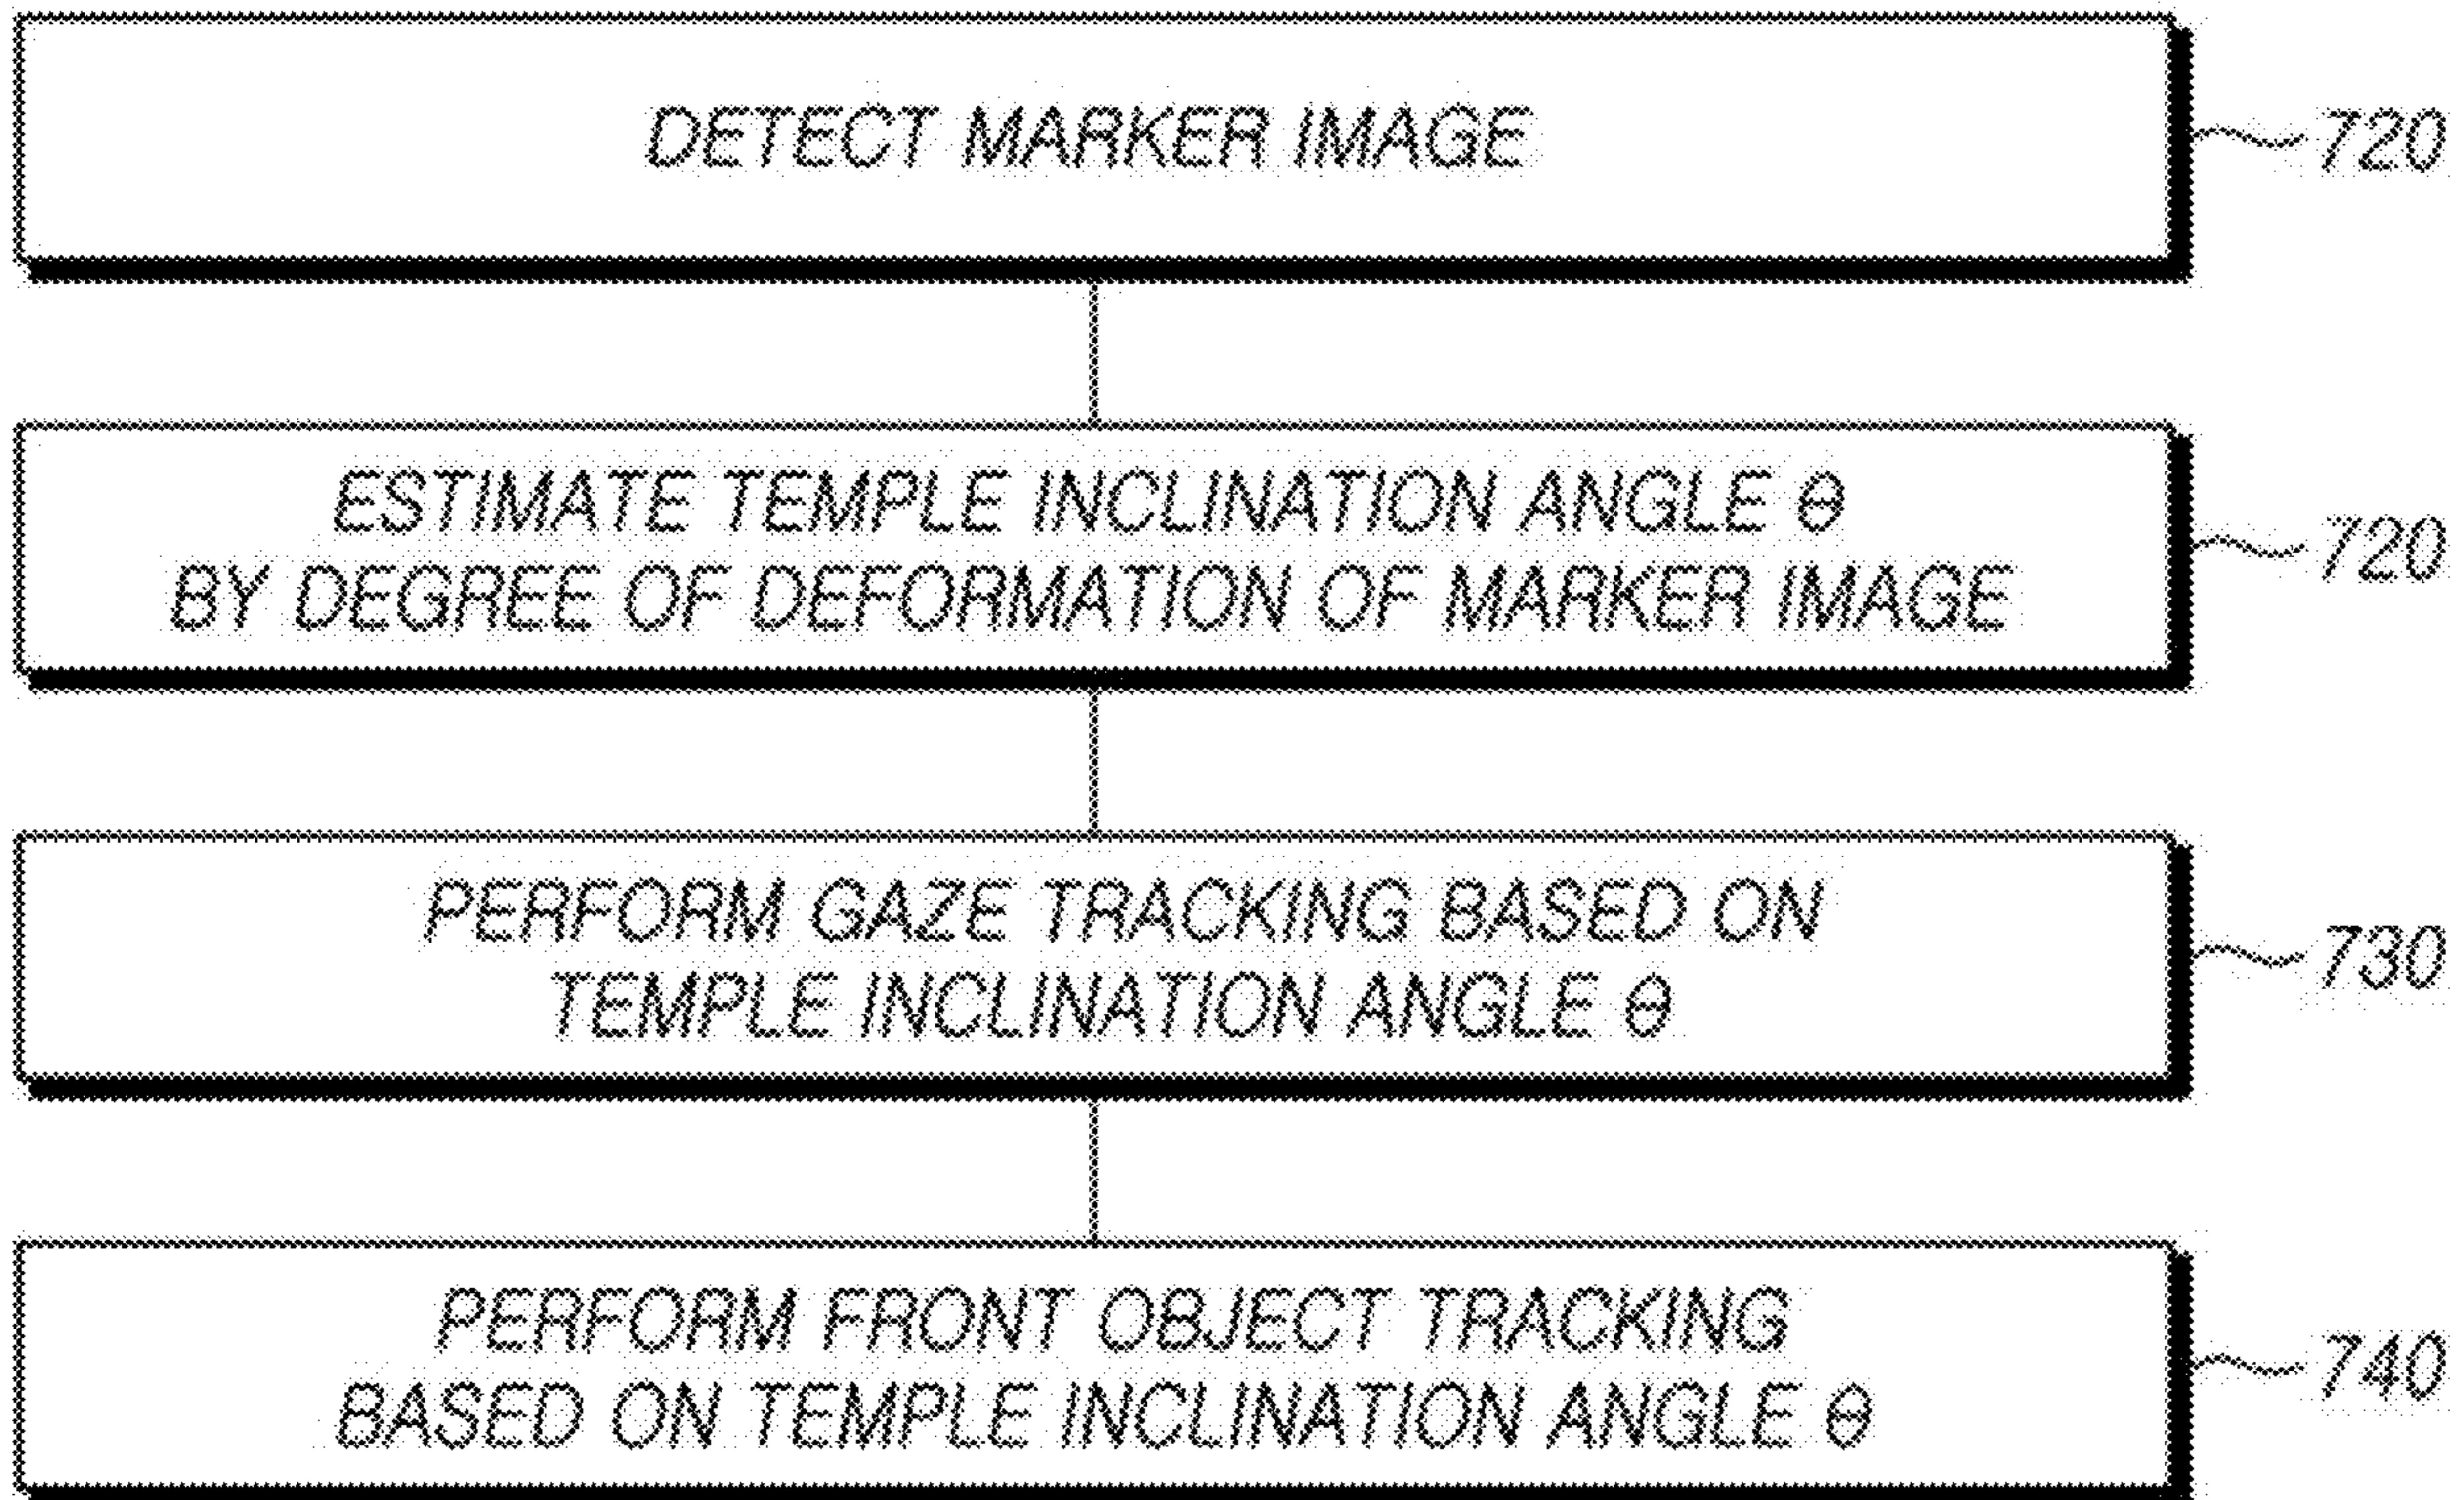 DETECT MARKER IMAGE
720
ESTIMATE TEMPLE INCLINATION ANGLE θ
BY DEGREE OF DEFORMATION OF MARKER IMAGE
720
PERFORM GAZE TRACKING BASED ON
TEMPLE INCLINATION ANGLE θ
730
PERFORM FRONT OBJECT TRACKING
BASED ON TEMPLE INCLINATION ANGLE θ
740